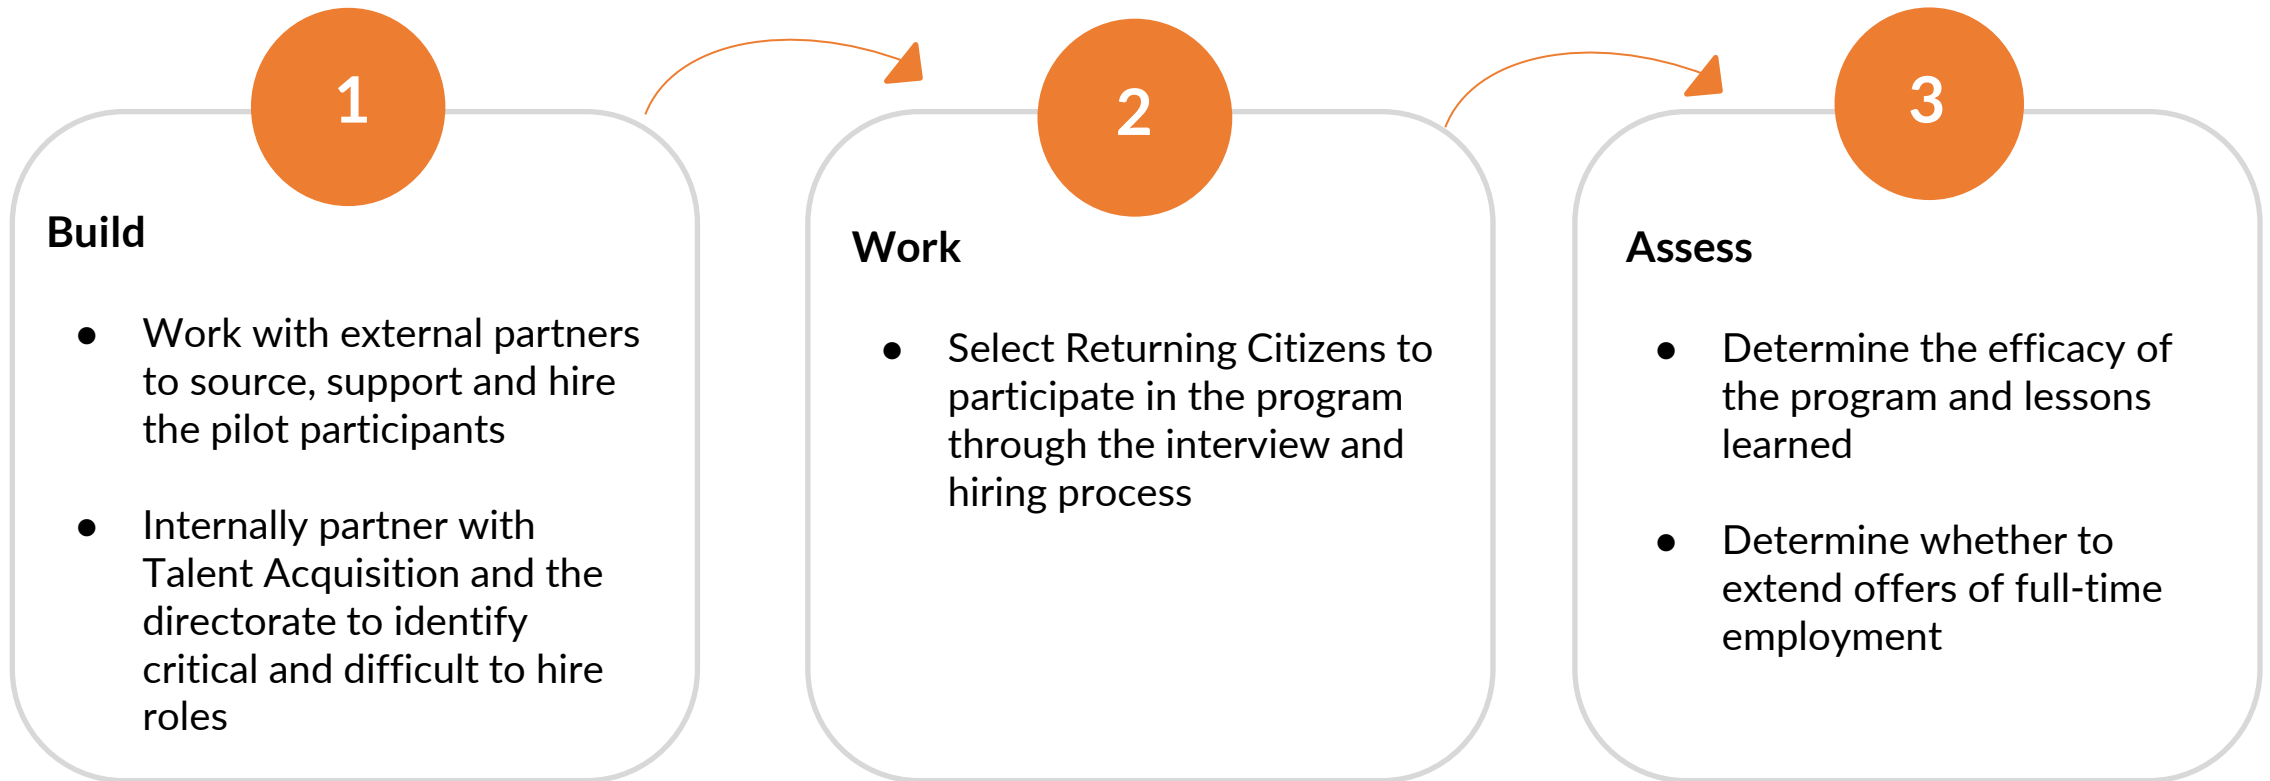 1
Build
● Work with external partners
to source, support and hire
the pilot participants
● Internally partner with
Talent Acquisition and the
directorate to identify
critical and difficult to hire
roles
2
Work
● Select Returning Citizens to
participate in the program
through the interview and
hiring process
3
Assess
● Determine the efficacy of
the program and lessons
learned
● Determine whether to
extend offers of full-time
employment